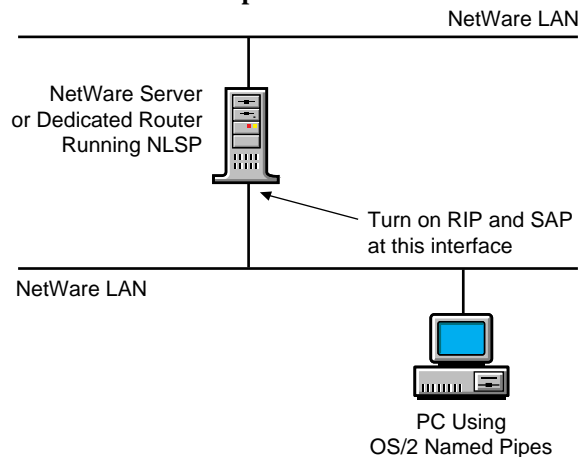 NetWare LAN
NetWare Server
or Dedicated Router
Running NLSP
Turn on RIP and SAP
at this interface
NetWare LAN
PC Using
OS/2 Named Pipes